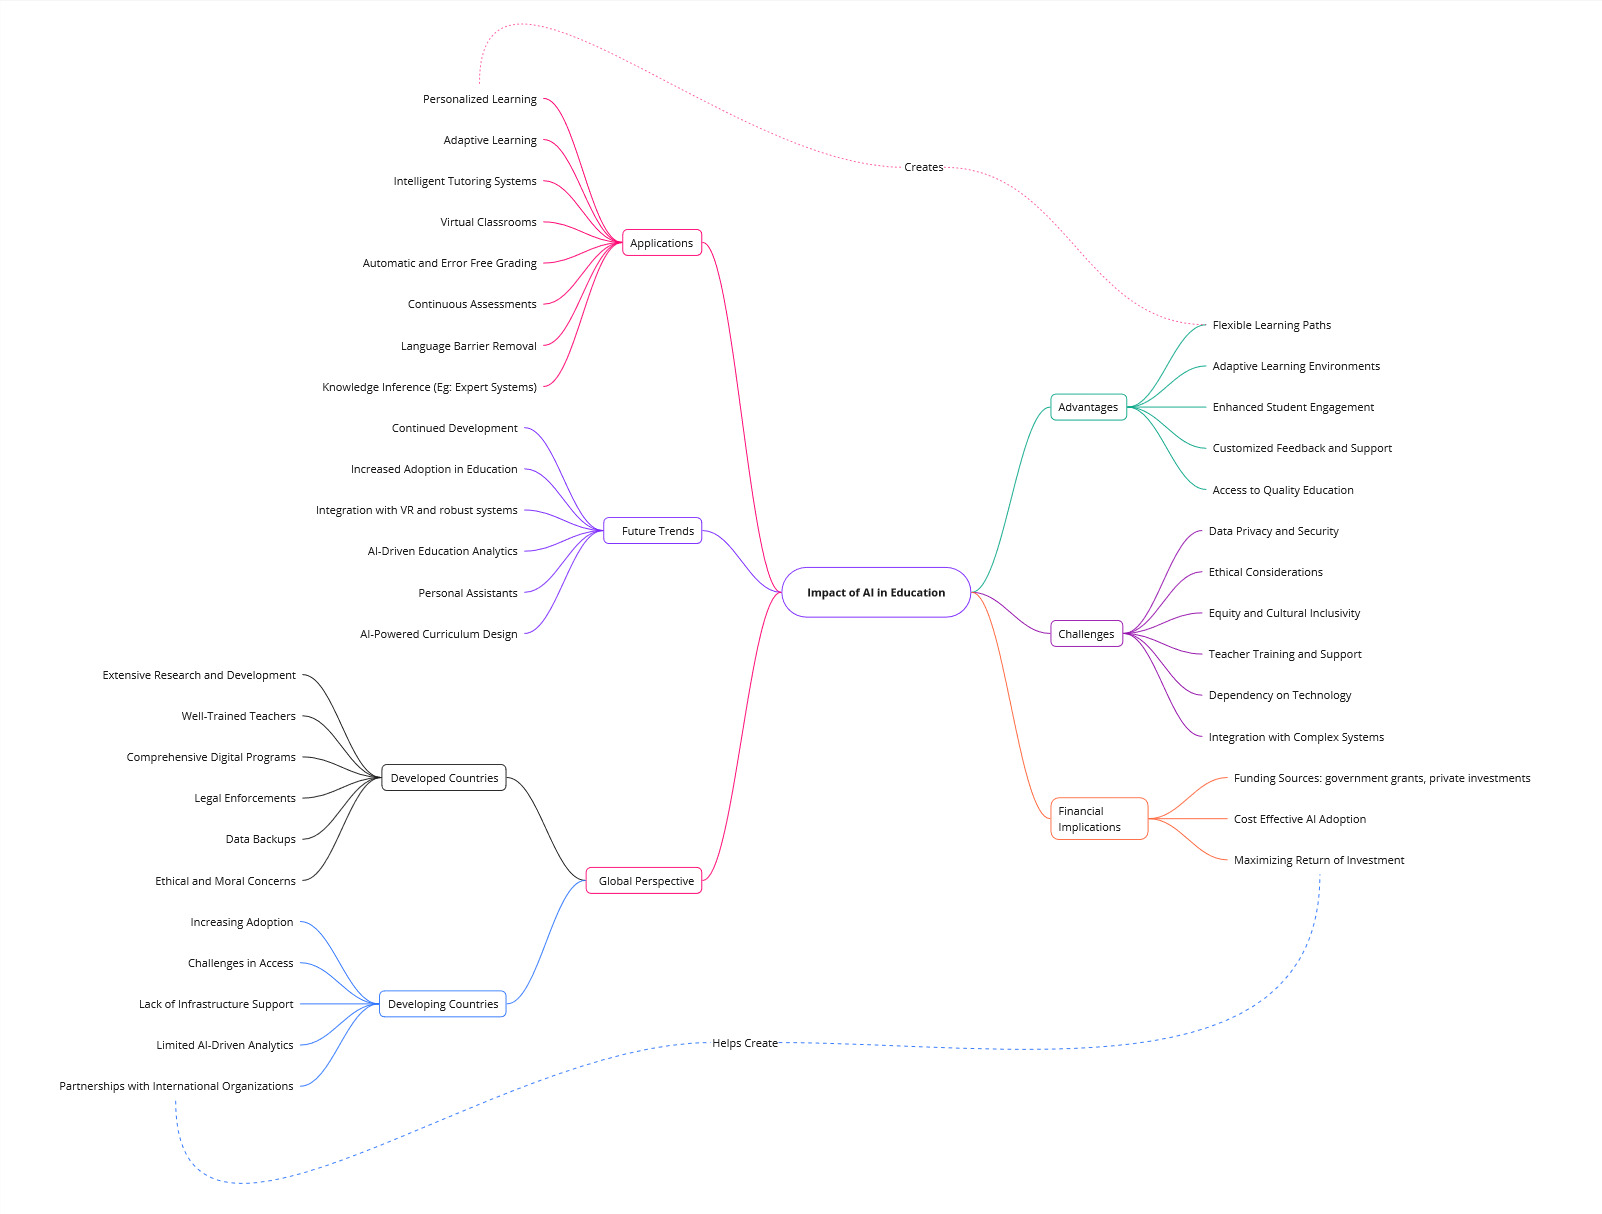 Impact of AI in Education
Applications
Personalized Learning
Adaptive Learning
Intelligent Tutoring Systems
Virtual Classrooms
Automatic and Error Free Grading
Continuous Assessments
Language Barrier Removal
Knowledge Inference (Eg: Expert Systems)
Future Trends
Continued Development
Increased Adoption in Education
Integration with VR and robust systems
AI-Driven Education Analytics
Personal Assistants
AI-Powered Curriculum Design
Global Perspective
Developed Countries
Extensive Research and Development
Well-Trained Teachers
Comprehensive Digital Programs
Legal Enforcements
Data Backups
Ethical and Moral Concerns
Developing Countries
Increasing Adoption
Challenges in Access
Lack of Infrastructure Support
Limited AI-Driven Analytics
Partnerships with International Organizations
Creates
Advantages
Flexible Learning Paths
Adaptive Learning Environments
Enhanced Student Engagement
Customized Feedback and Support
Access to Quality Education
Challenges
Data Privacy and Security
Ethical Considerations
Equity and Cultural Inclusivity
Teacher Training and Support
Dependency on Technology
Integration with Complex Systems
Financial
Implications
Funding Sources: government grants, private investments
Cost Effective AI Adoption
Maximizing Return of Investment
Helps Create